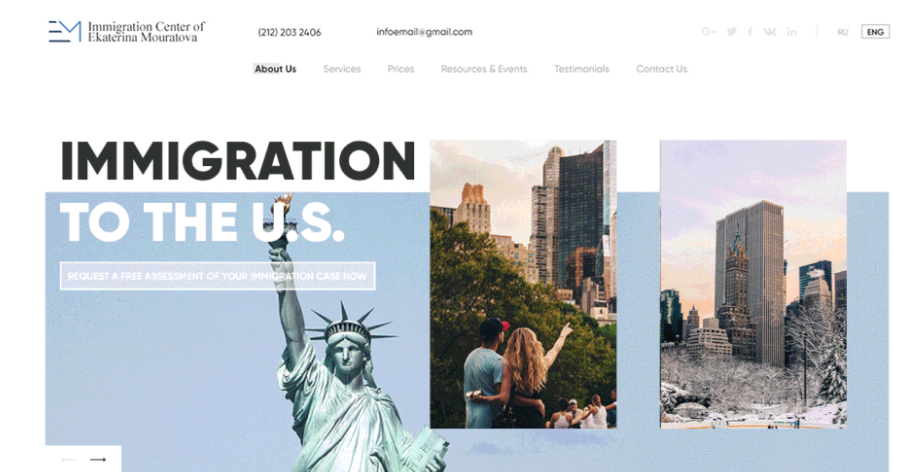 Immigration Center of
Ekaterina Mouratova
(212) 203 2406
infoemail@gmail.com
G+ f in
RU
ENG
About Us
Services
Prices
Resources & Events
Testimonials
Contact Us
IMMIGRATION
TO THE U.S.
REQUEST A FREE ASSESSMENT OF YOUR IMMIGRATION CASE NOW